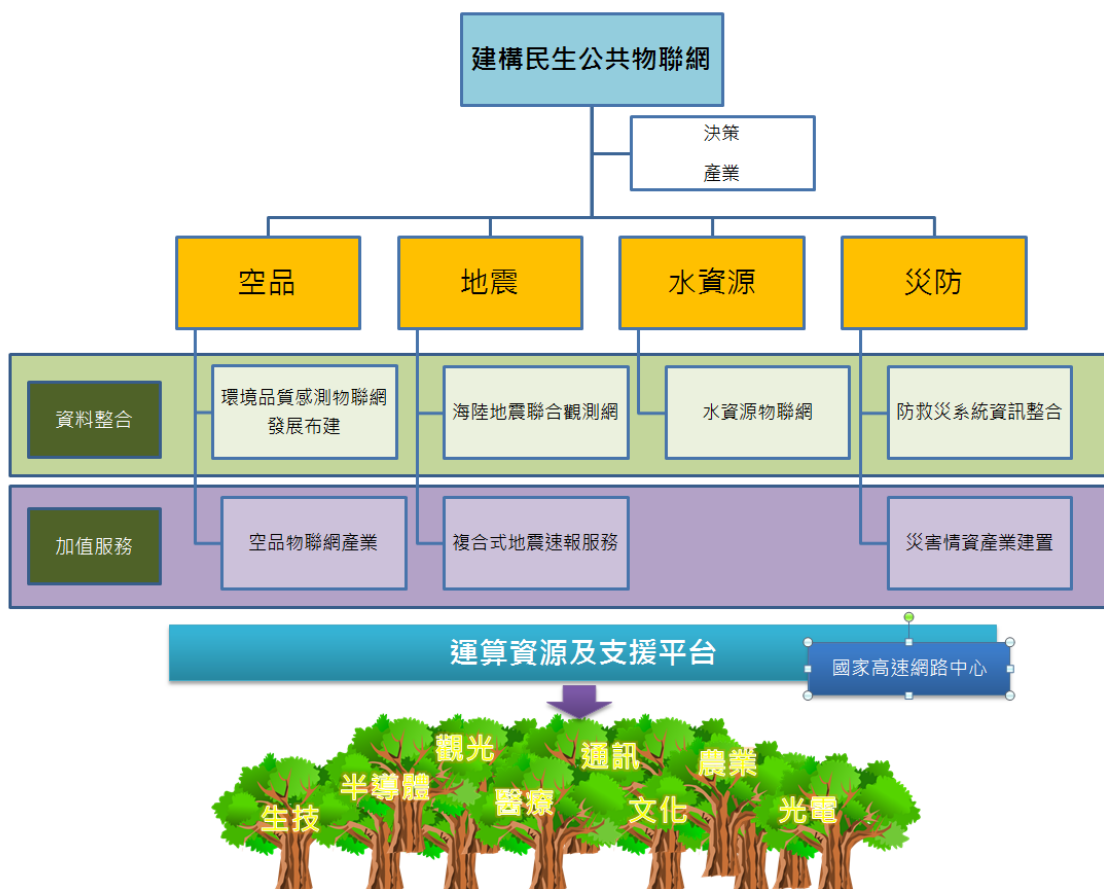 建構民生公共物聯網
決策
產業
空品
地震
水資源
災防
資料整合
環境品質感測物聯網
發展布建
海陸地震聯合觀測網
水資源物聯網
防救災系統資訊整合
加值服務
空品物聯網產業
複合式地震速報服務
災害情資產業建置
運算資源及支援平台
國家高速網路中心
觀光
通訊
農業
半導體
醫療
文化
光電
生技